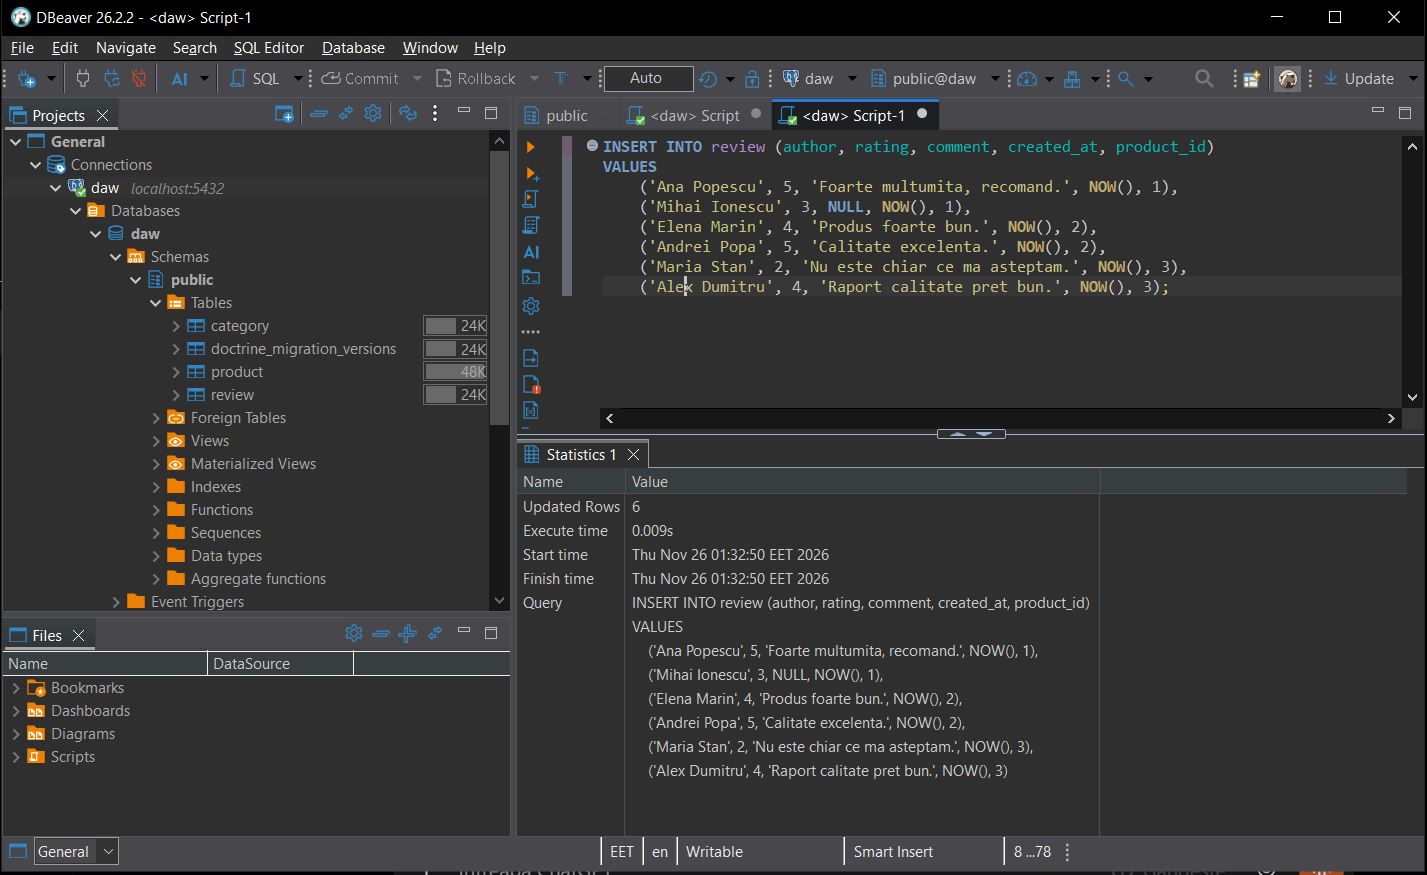 DBeaver 26.2.2 - <daw> Script-1
File Edit Navigate Search SQL Editor Database Window Help
AI SQL Commit Rollback T Auto daw public@daw Update
Projects
General
Connections
daw localhost:5432
Databases
daw
Schemas
public
Tables
category 24K
doctrine_migration_versions 24K
product 48K
review 24K
Foreign Tables
Views
Materialized Views
Indexes
Functions
Sequences
Data types
Aggregate functions
Event Triggers
Files
Name DataSource
Bookmarks
Dashboards
Diagrams
Scripts
public <daw> Script <daw> Script-1
AI
INSERT INTO review (author, rating, comment, created_at, product_id)
VALUES
('Ana Popescu', 5, 'Foarte multumita, recomand.', NOW(), 1),
('Mihai Ionescu', 3, NULL, NOW(), 1),
('Elena Marin', 4, 'Produs foarte bun.', NOW(), 2),
('Andrei Popa', 5, 'Calitate excelenta.', NOW(), 2),
('Maria Stan', 2, 'Nu este chiar ce ma asteptam.', NOW(), 3),
('Alex Dumitru', 4, 'Raport calitate pret bun.', NOW(), 3);
Statistics 1
Name Value
Updated Rows 6
Execute time 0.009s
Start time Thu Nov 26 01:32:50 EET 2026
Finish time Thu Nov 26 01:32:50 EET 2026
Query INSERT INTO review (author, rating, comment, created_at, product_id)
VALUES
('Ana Popescu', 5, 'Foarte multumita, recomand.', NOW(), 1),
('Mihai Ionescu', 3, NULL, NOW(), 1),
('Elena Marin', 4, 'Produs foarte bun.', NOW(), 2),
('Andrei Popa', 5, 'Calitate excelenta.', NOW(), 2),
('Maria Stan', 2, 'Nu este chiar ce ma asteptam.', NOW(), 3),
('Alex Dumitru', 4, 'Raport calitate pret bun.', NOW(), 3)
General EET en Writable Smart Insert 8 ...78